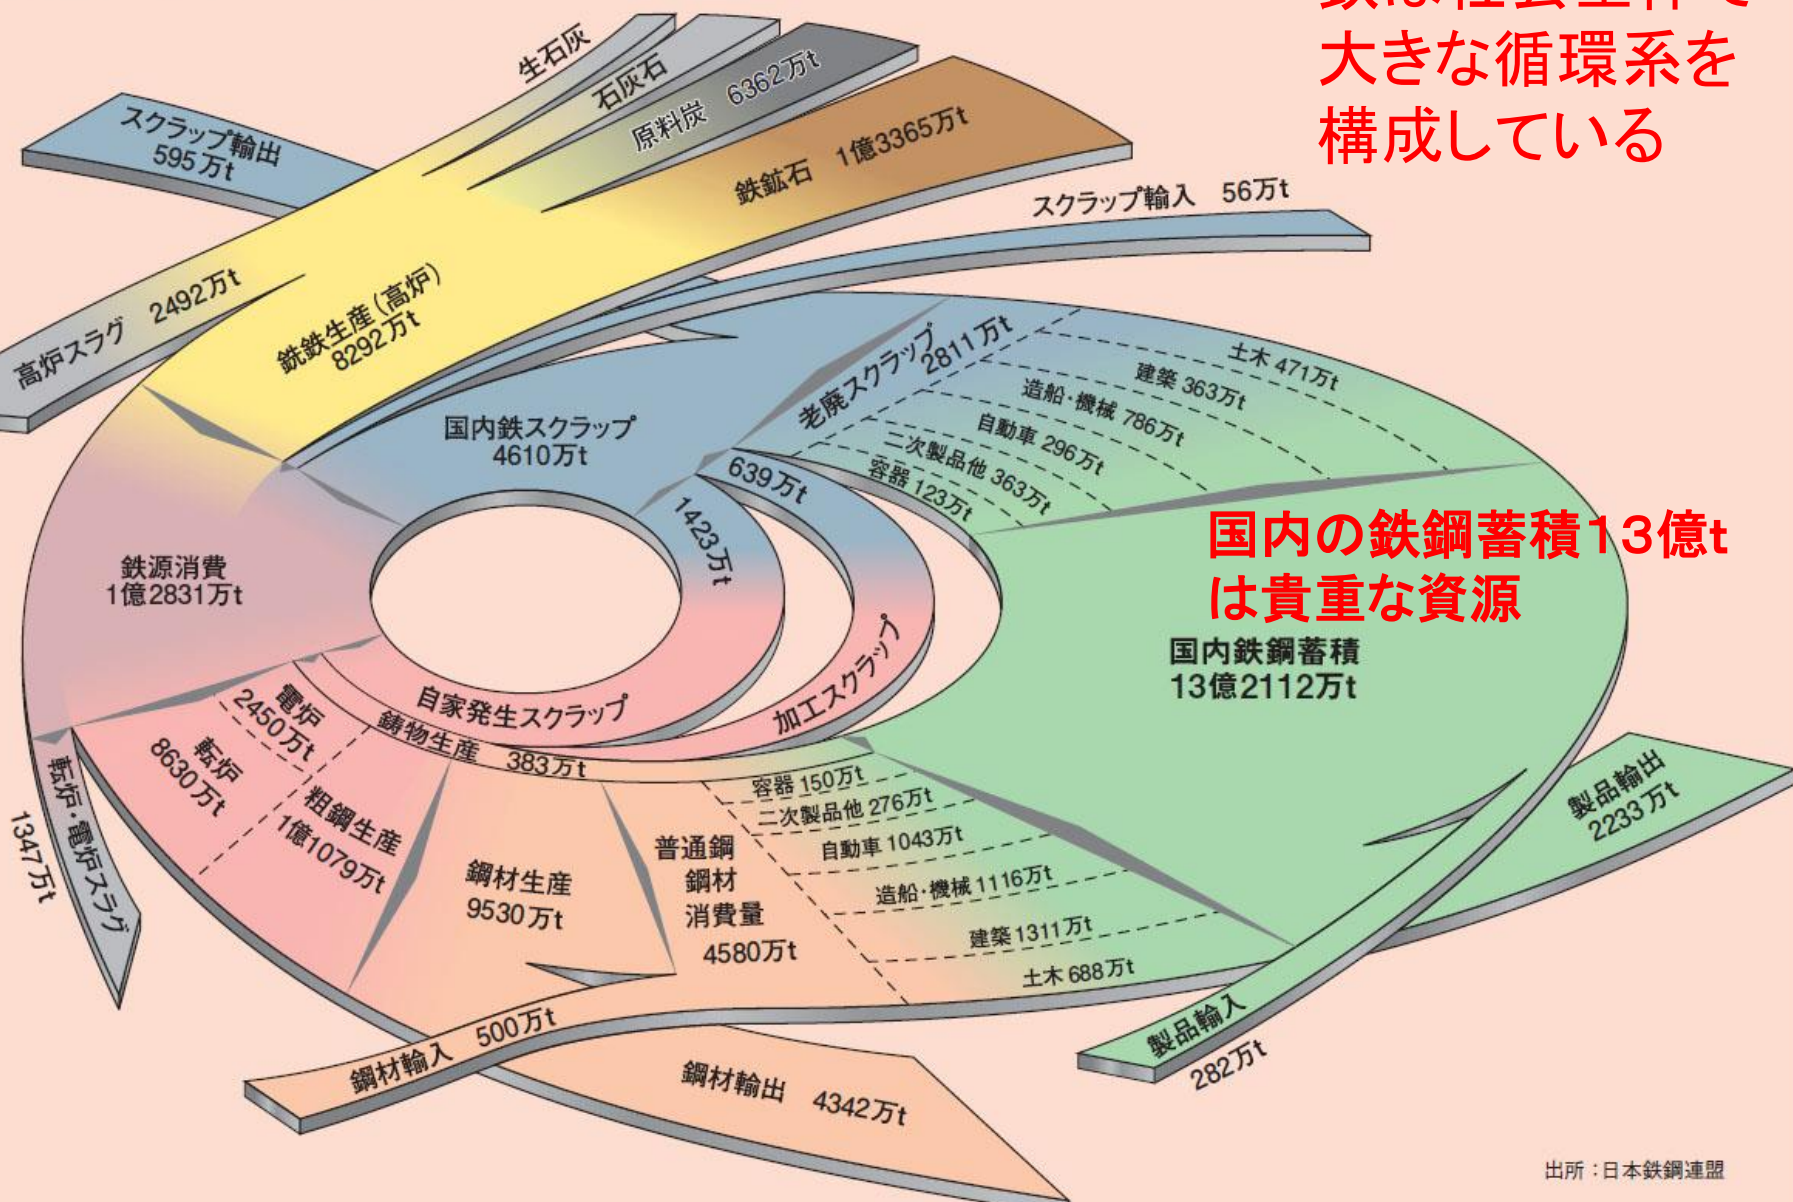 大きな循環系を
構成している
生石灰
石灰石
原料炭 6362万t
鉄鉱石 1億3365万t
スクラップ輸出
595万t
スクラップ輸入 56万t
高炉スラグ 2492万t
銑鉄生産(高炉)
8292万t
国内鉄スクラップ
4610万t
老廃スクラップ
2811万t
土木 471万t
建築 363万t
造船・機械 786万t
自動車 296万t
二次製品他 363万t
容器 123万t
639万t
1423万t
国内の鉄鋼蓄積13億t
は貴重な資源
鉄源消費
1億2831万t
国内鉄鋼蓄積
13億2112万t
自家発生スクラップ
加工スクラップ
電炉
2450万t
転炉
8630万t
鋳物生産 383万t
粗鋼生産
1億1079万t
転炉・電炉スラグ
1347万t
鋼材生産
9530万t
普通鋼
鋼材
消費量
4580万t
容器 150万t
二次製品他 276万t
自動車 1043万t
造船・機械 1116万t
建築 1311万t
土木 688万t
製品輸出
2233万t
製品輸入
282万t
鋼材輸入 500万t
鋼材輸出 4342万t
出所：日本鉄鋼連盟